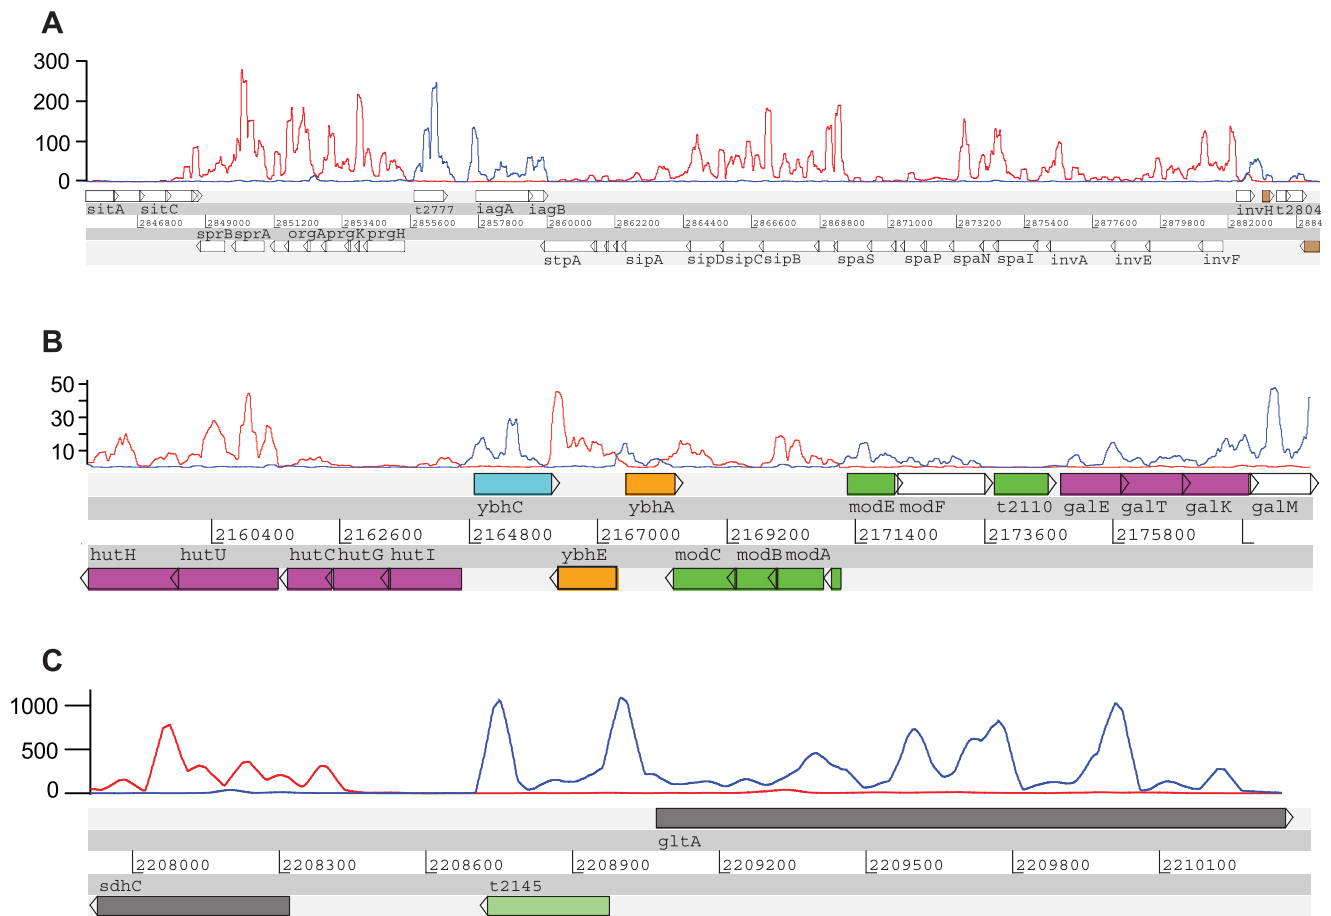 A
300
200
100
0
sitA sitC t2777 iagA iagB invH t2804
2846800 2849000 2851200 2853400 2855600 2857800 2860000 2862200 2864400 2866600 2868800 2871000 2873200 2875400 2877600 2879800 2882000 2884
sprB sprA orgA prgK prgH
stpA sipA sipD sipC sipB spaS spaP spaN spaI invA invE invF
B
50
30
10
ybhC ybhA modE modF t2110 galE galT galK galM
2160400 2162600 2164800 2167000 2169200 2171400 2173600 2175800
hutH hutU hutC hutG hutI ybhE modC modB modA
C
1000
500
0
gltA
2208000 2208300 2208600 2208900 2209200 2209500 2209800 2210100
sdhC t2145